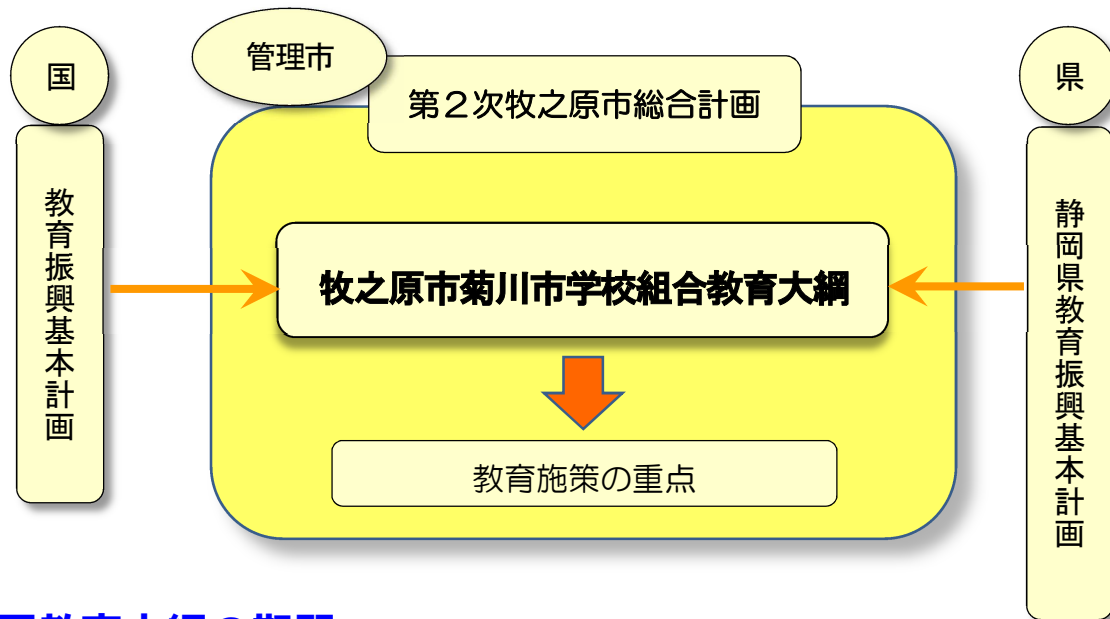 国
管理市
県
第２次牧之原市総合計画
教育振興基本計画
牧之原市菊川市学校組合教育大綱
静岡県教育振興基本計画
教育施策の重点